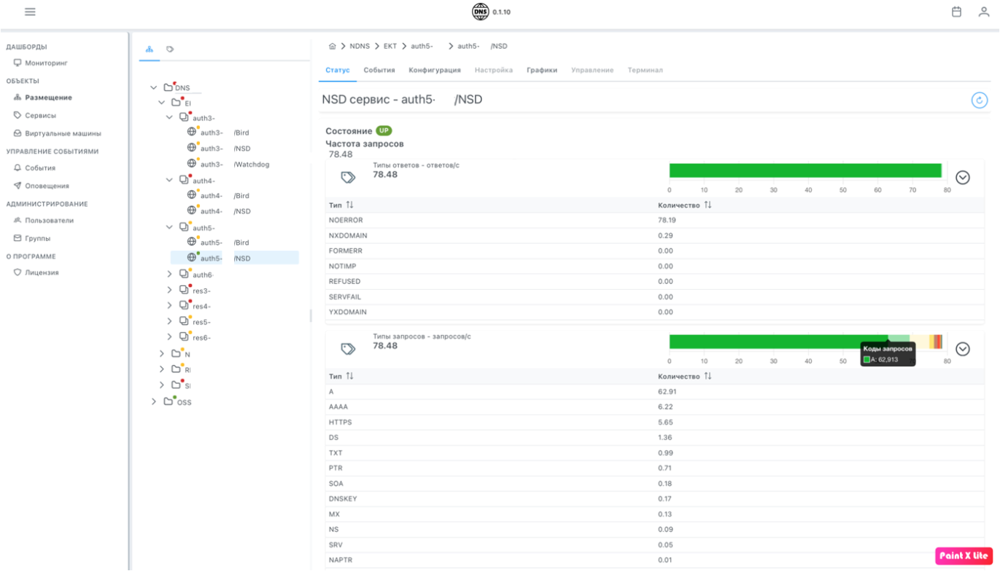 DNS 0.1.10
ДАШБОРДЫ
Мониторинг
ОБЪЕКТЫ
Размещение
Сервисы
Виртуальные машины
УПРАВЛЕНИЕ СОБЫТИЯМИ
События
Оповещения
АДМИНИСТРИРОВАНИЕ
Пользователи
Группы
О ПРОГРАММЕ
Лицензия
DNS
auth3-
auth3- /Bird
auth3- /NSD
auth3- /Watchdog
auth4-
auth4- /Bird
auth4- /NSD
auth5-
auth5- /Bird
auth5- /NSD
auth6-
res3-
res4-
res5-
res6-
N
OSS
NDNS > EKT > auth5- > auth5- /NSD
Статус События Конфигурация Настройка Графики Управление Терминал
NSD сервис - auth5- /NSD
Состояние UP
Частота запросов
78.48
Типы ответов - ответов/с
78.48
0 10 20 30 40 50 60 70 80
Тип Количество
NOERROR 78.19
NXDOMAIN 0.29
FORMERR 0.00
NOTIMP 0.00
REFUSED 0.00
SERVFAIL 0.00
YXDOMAIN 0.00
Типы запросов - запросов/с
78.48
Коды запросов
A: 62,913
0 10 20 30 40 50 80
Тип Количество
A 62.91
AAAA 6.22
HTTPS 5.65
DS 1.36
TXT 0.99
PTR 0.71
SOA 0.18
DNSKEY 0.17
MX 0.13
NS 0.09
SRV 0.05
NAPTR 0.01
Paint X Lite